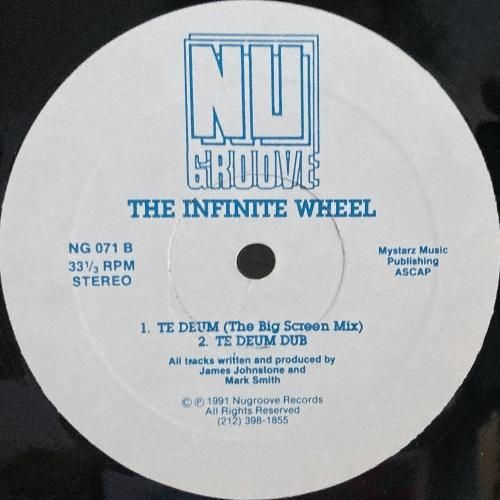 NU
GROOVE
THE INFINITE WHEEL
NG 071 B
33⅓ RPM
STEREO
Mystarz Music
Publishing
ASCAP
1. TE DEUM (The Big Screen Mix)
2. TE DEUM DUB
All tracks written and produced by
James Johnstone and
Mark Smith
© ℗ 1991 Nugroove Records
All Rights Reserved
(212) 398-1855